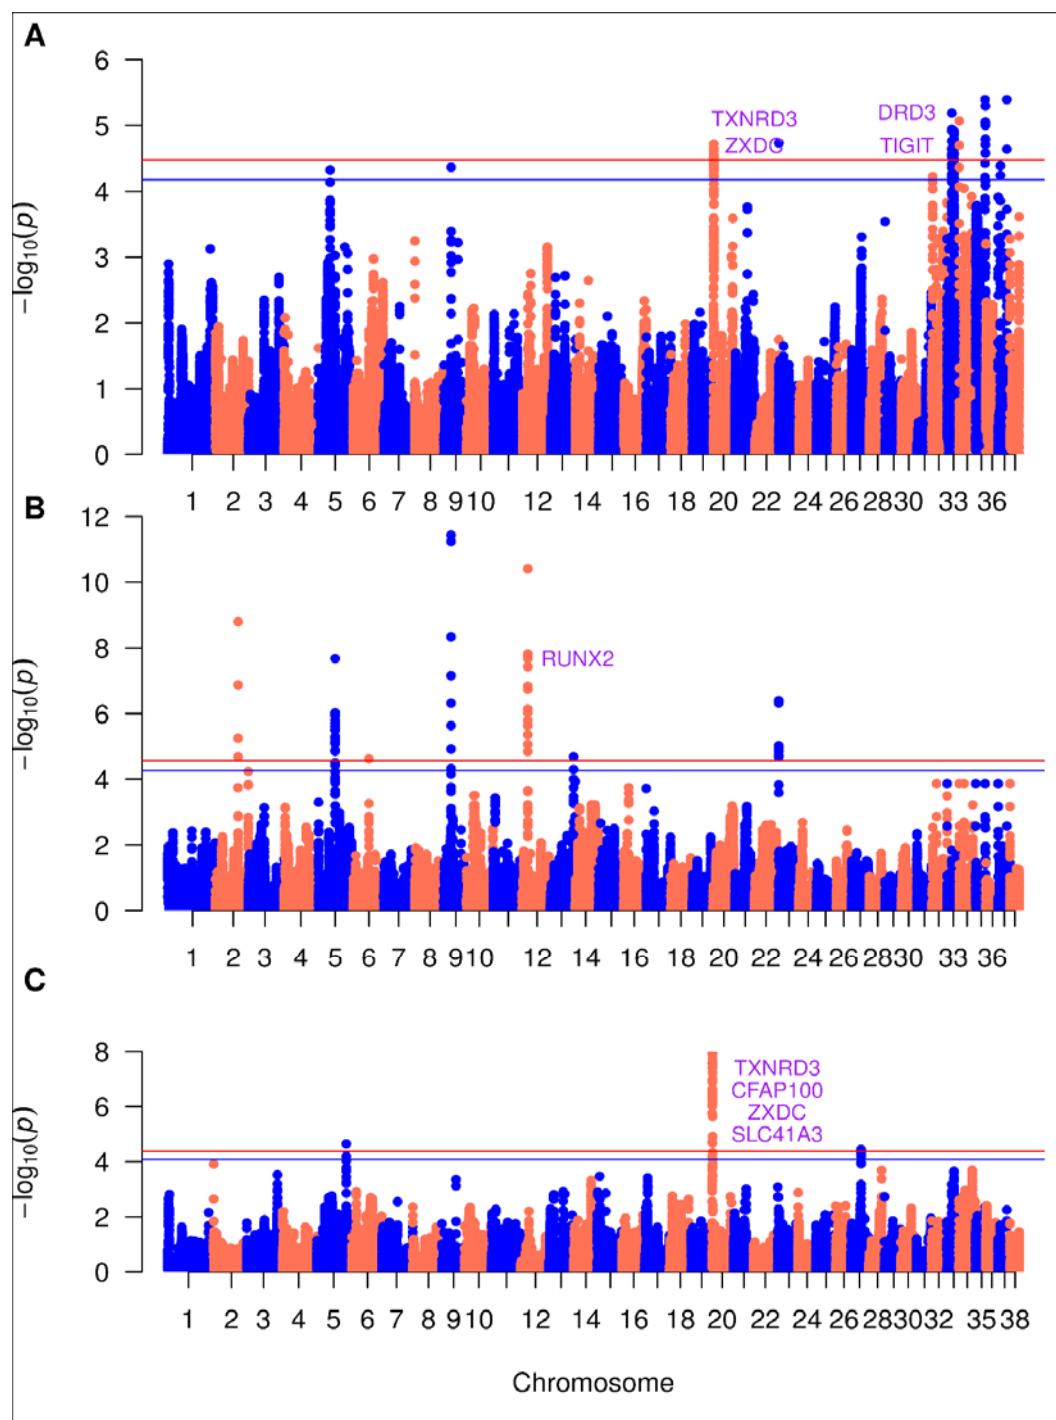 A
6
5
4
3
2
1
0
−log10(p)
TXNRD3
ZXDC
DRD3
TIGIT
1 2 3 4 5 6 7 8 9 10 12 14 16 18 20 22 24 26 28 30 33 36
B
12
10
8
6
4
2
0
−log10(p)
RUNX2
1 2 3 4 5 6 7 8 9 10 12 14 16 18 20 22 24 26 28 30 33 36
C
8
6
4
2
0
−log10(p)
TXNRD3
CFAP100
ZXDC
SLC41A3
1 2 3 4 5 6 7 8 9 10 12 14 16 18 20 22 24 26 28 30 32 35 38
Chromosome